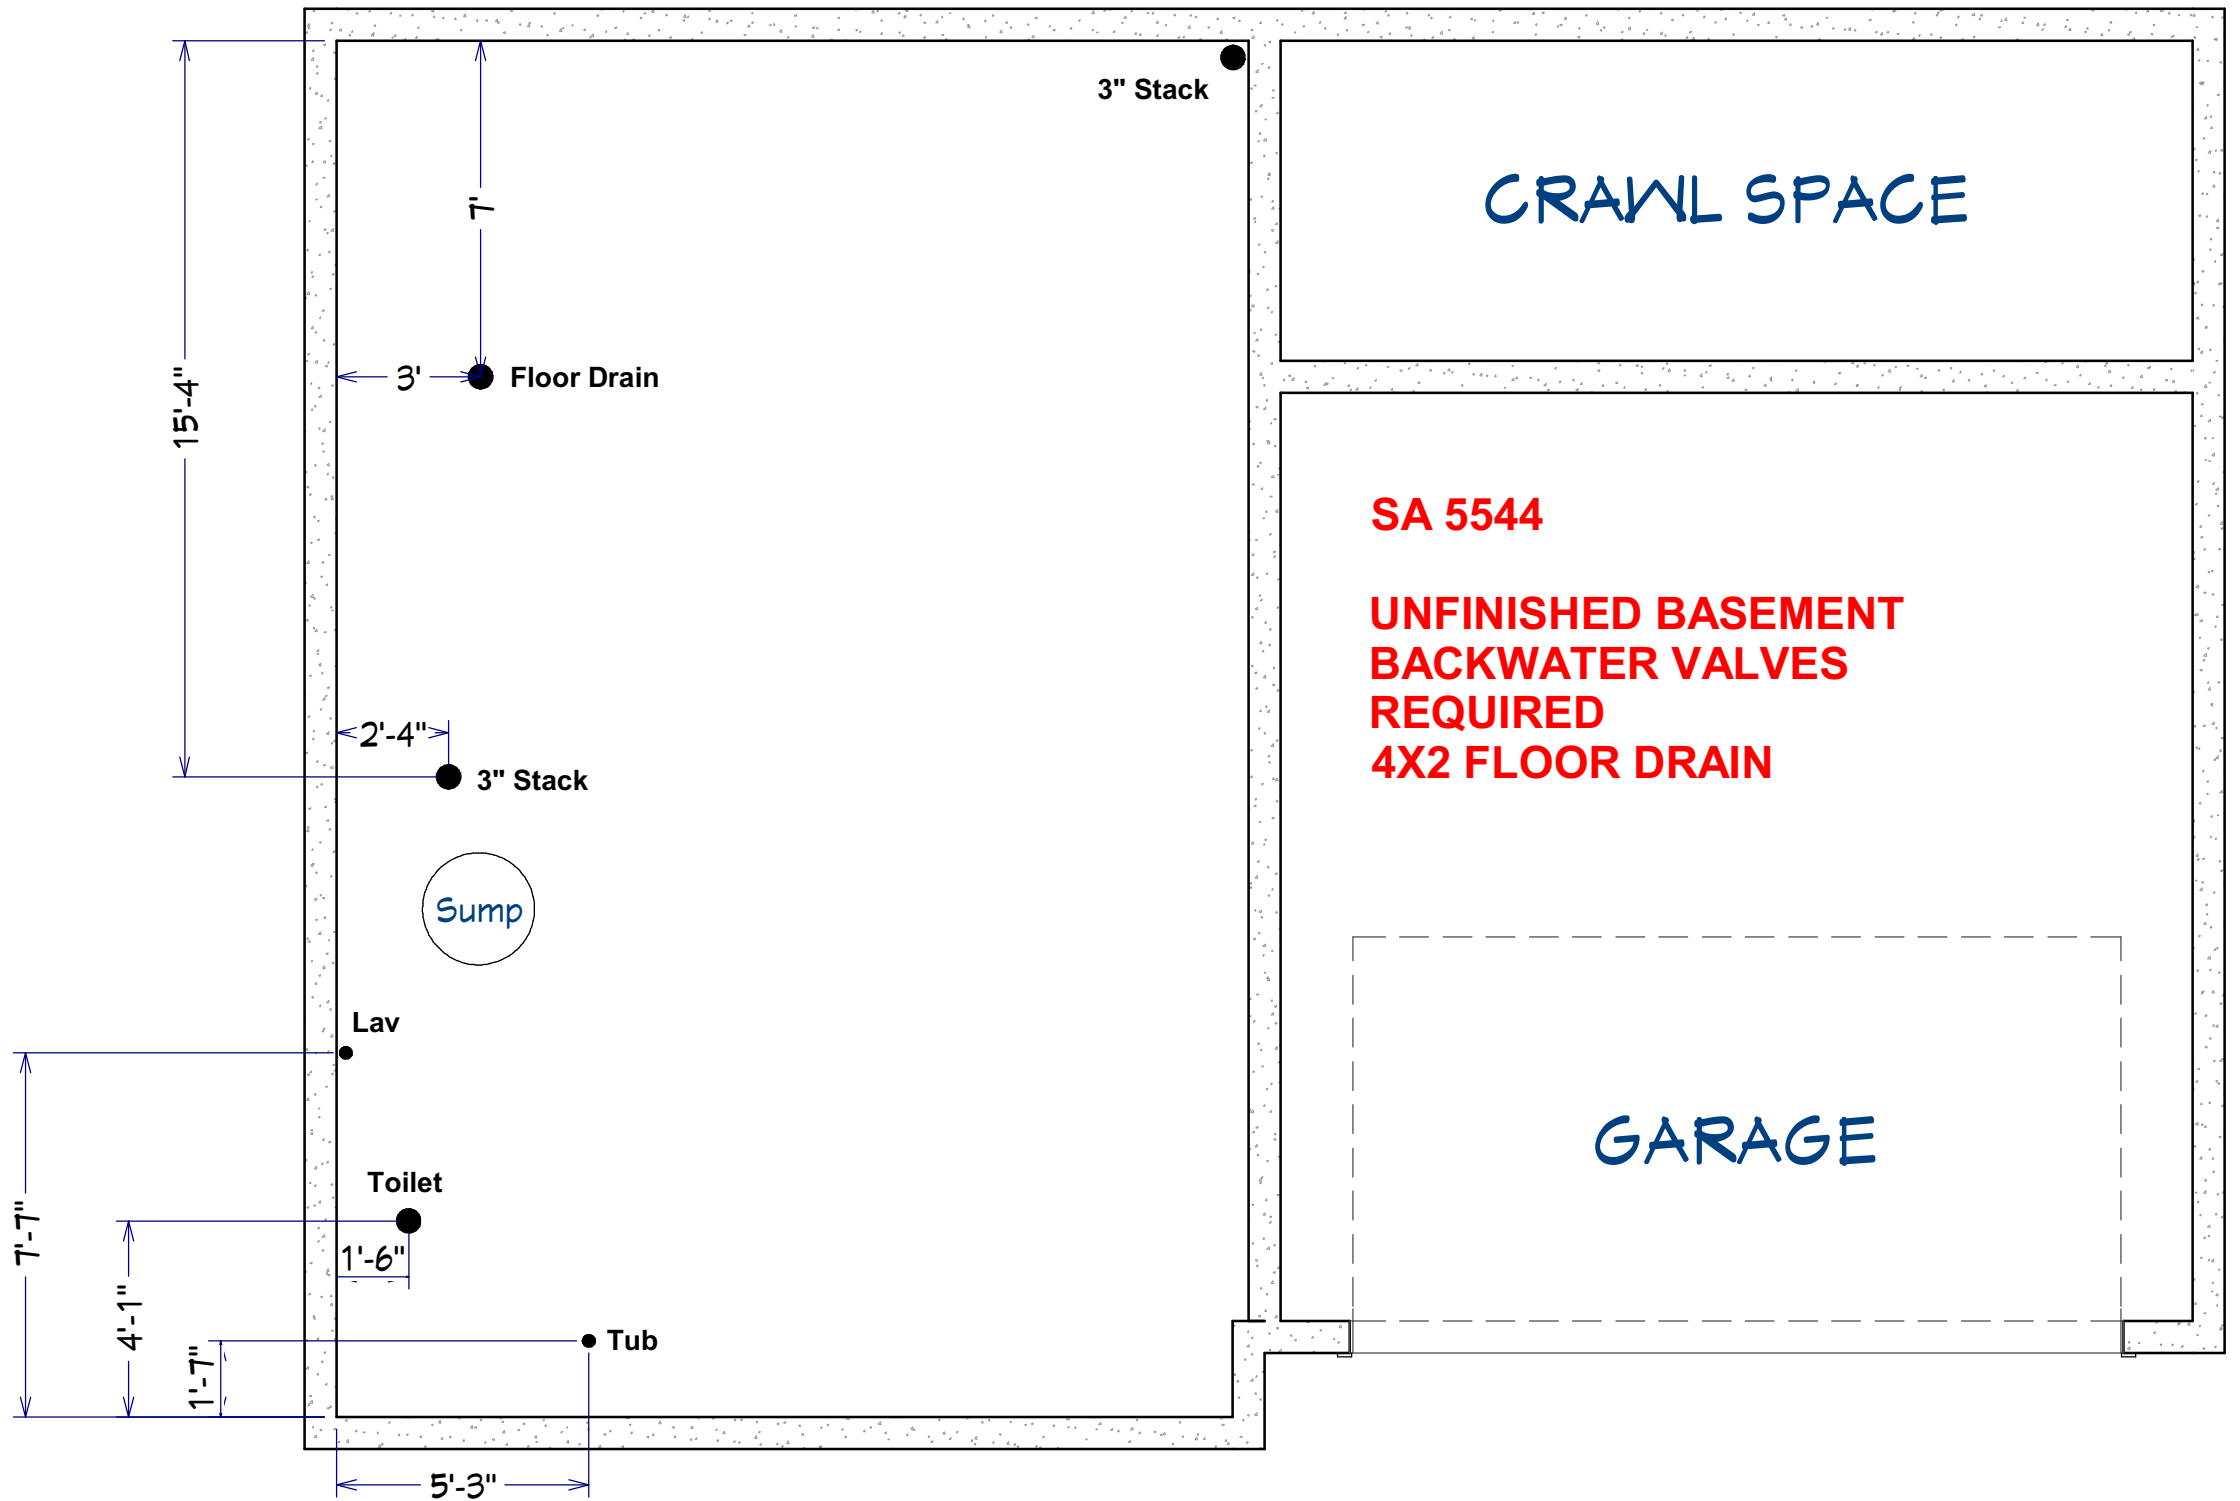 3" Stack
CRAWL SPACE
7'
15'-4"
3'
Floor Drain
SA 5544
UNFINISHED BASEMENT
BACKWATER VALVES
REQUIRED
4X2 FLOOR DRAIN
2'-4"
3" Stack
Sump
Lav
GARAGE
Toilet
7'-7"
1'-6"
4'-1"
Tub
1'-7"
5'-3"